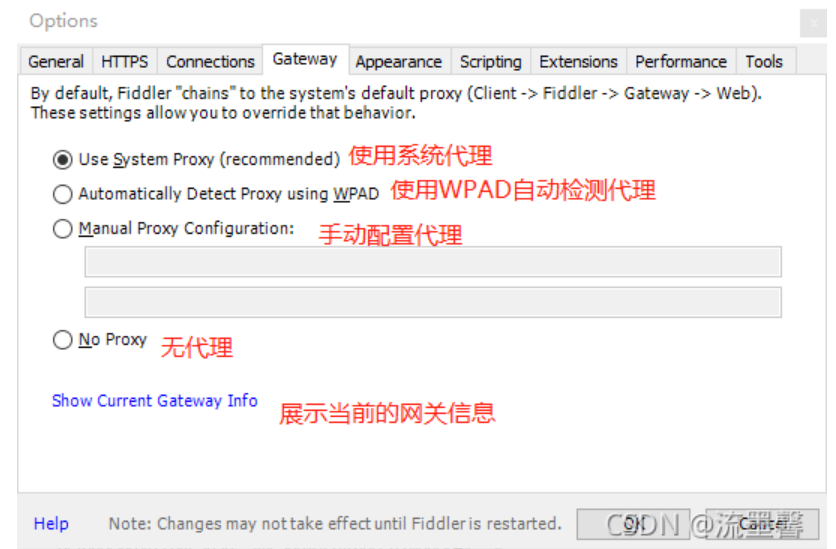 Options
General HTTPS Connections Gateway Appearance Scripting Extensions Performance Tools
By default, Fiddler "chains" to the system's default proxy (Client -> Fiddler -> Gateway -> Web).
These settings allow you to override that behavior.
Use System Proxy (recommended) 使用系统代理
Automatically Detect Proxy using WPAD 使用WPAD自动检测代理
Manual Proxy Configuration: 手动配置代理
No Proxy 无代理
Show Current Gateway Info 展示当前的网关信息
Help Note: Changes may not take effect until Fiddler is restarted. OK Cancel
CSDN @流墨馨